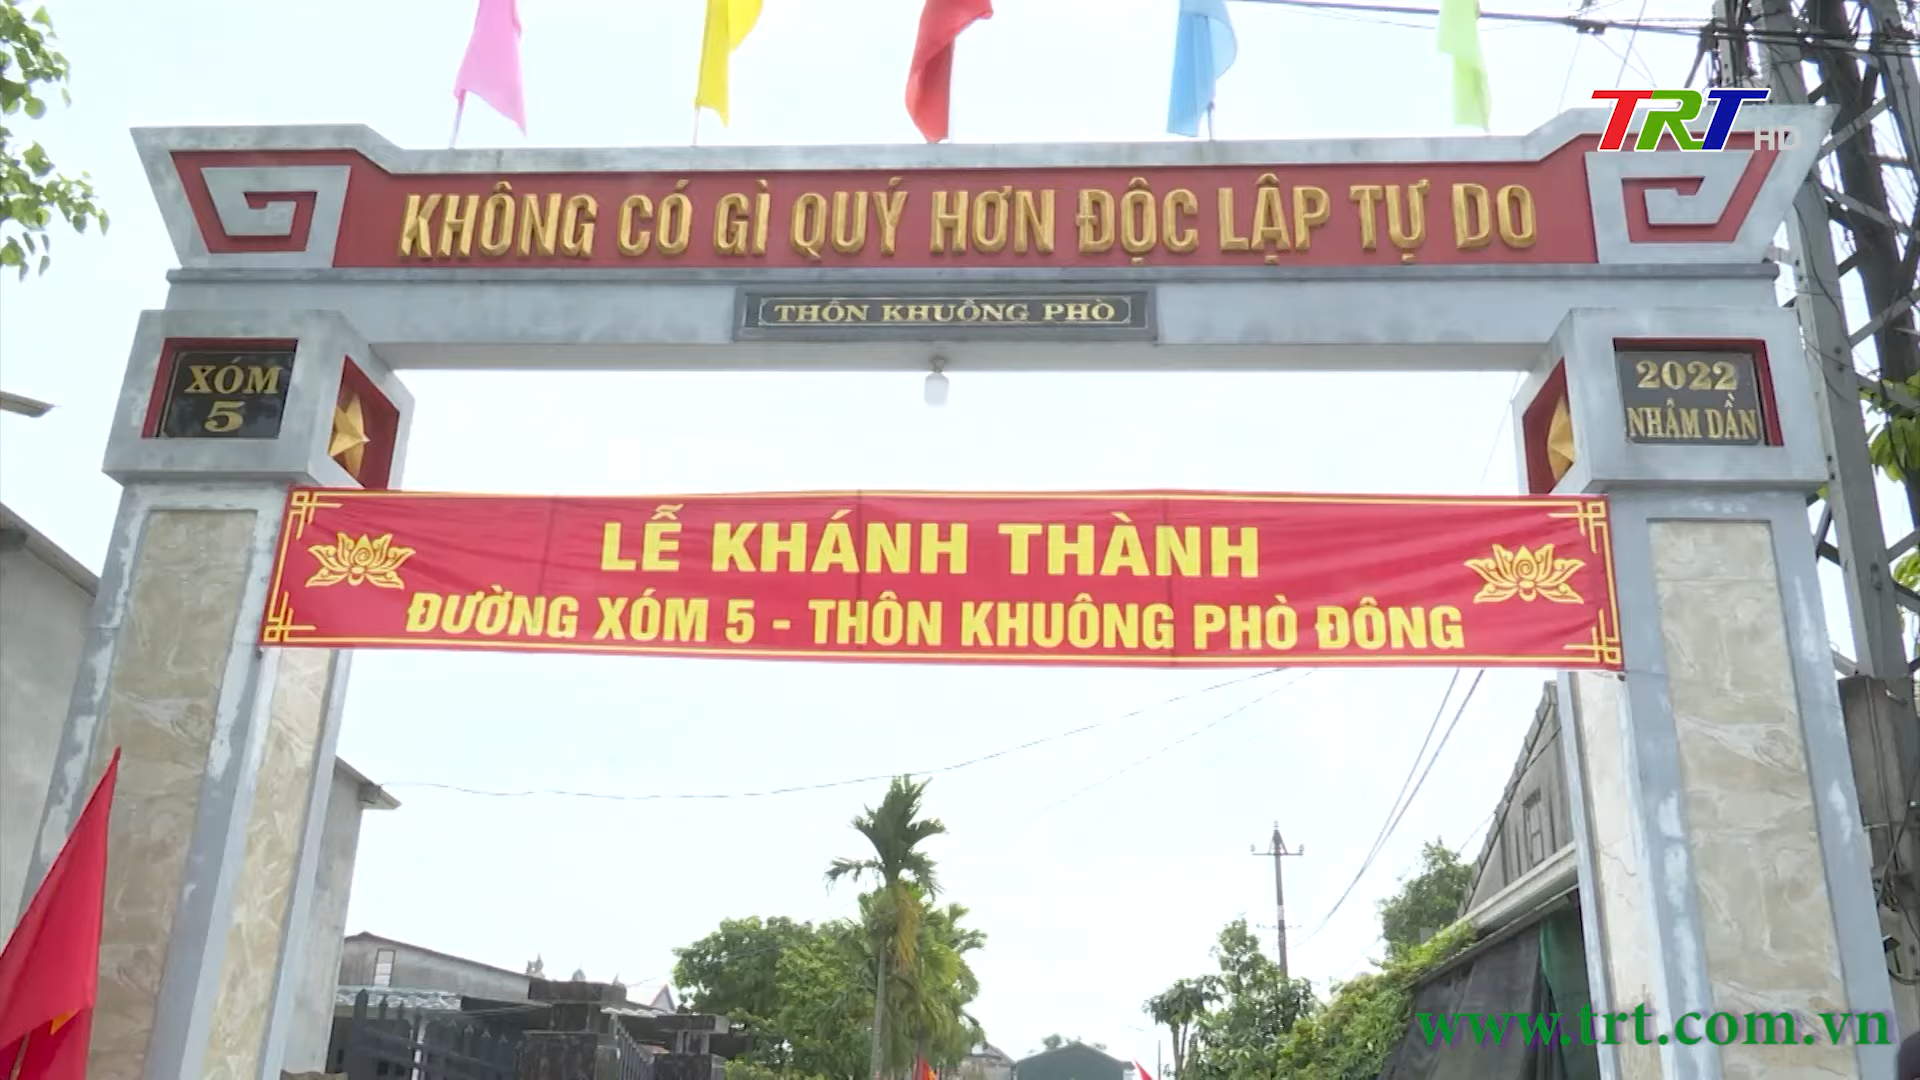 TRT HD
KHÔNG CÓ GÌ QUÝ HƠN ĐỘC LẬP TỰ DO
THÔN KHUÔNG PHÒ
XÓM
5
2022
NHÂM DẦN
LỄ KHÁNH THÀNH
ĐƯỜNG XÓM 5 - THÔN KHUÔNG PHÒ ĐÔNG
www.trt.com.vn